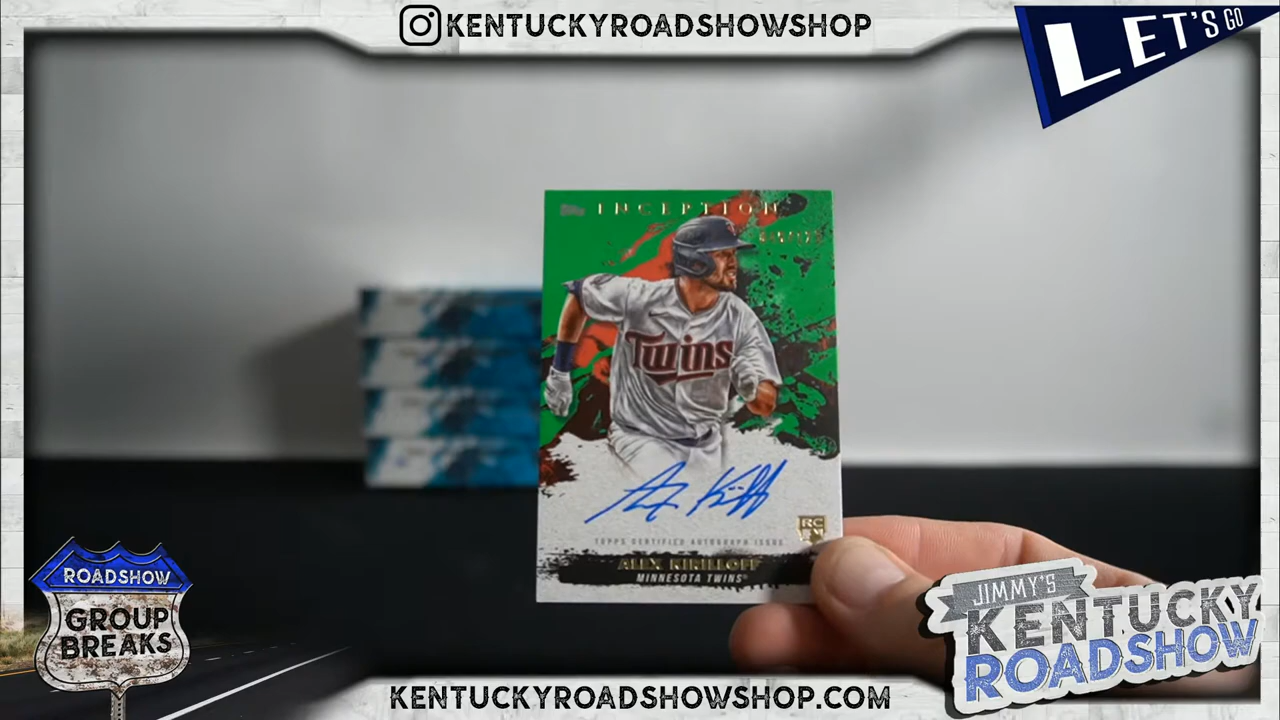 KENTUCKYROADSHOWSHOP
LET'S GO
Topps INCEPTION
Twins
TOPPS CERTIFIED AUTOGRAPH ISSUE
RC
ALEX KIRILLOFF
MINNESOTA TWINS
ROADSHOW
GROUP
BREAKS
JIMMY'S
KENTUCKY
ROADSHOW
KENTUCKYROADSHOWSHOP.COM